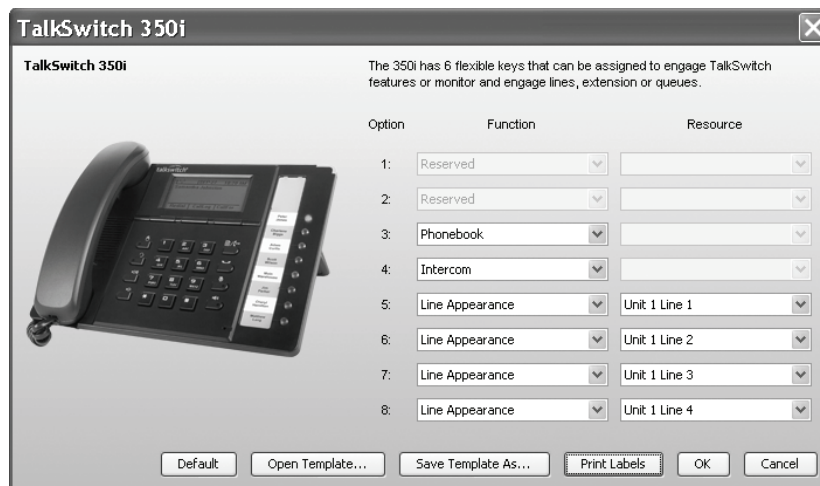 TalkSwitch 350i
TalkSwitch 350i
The 350i has 6 flexible keys that can be assigned to engage TalkSwitch
features or monitor and engage lines, extension or queues.
Option Function Resource
1: Reserved
2: Reserved
3: Phonebook
4: Intercom
5: Line Appearance Unit 1 Line 1
6: Line Appearance Unit 1 Line 2
7: Line Appearance Unit 1 Line 3
8: Line Appearance Unit 1 Line 4
talkswitch
Default Open Template... Save Template As... Print Labels OK Cancel